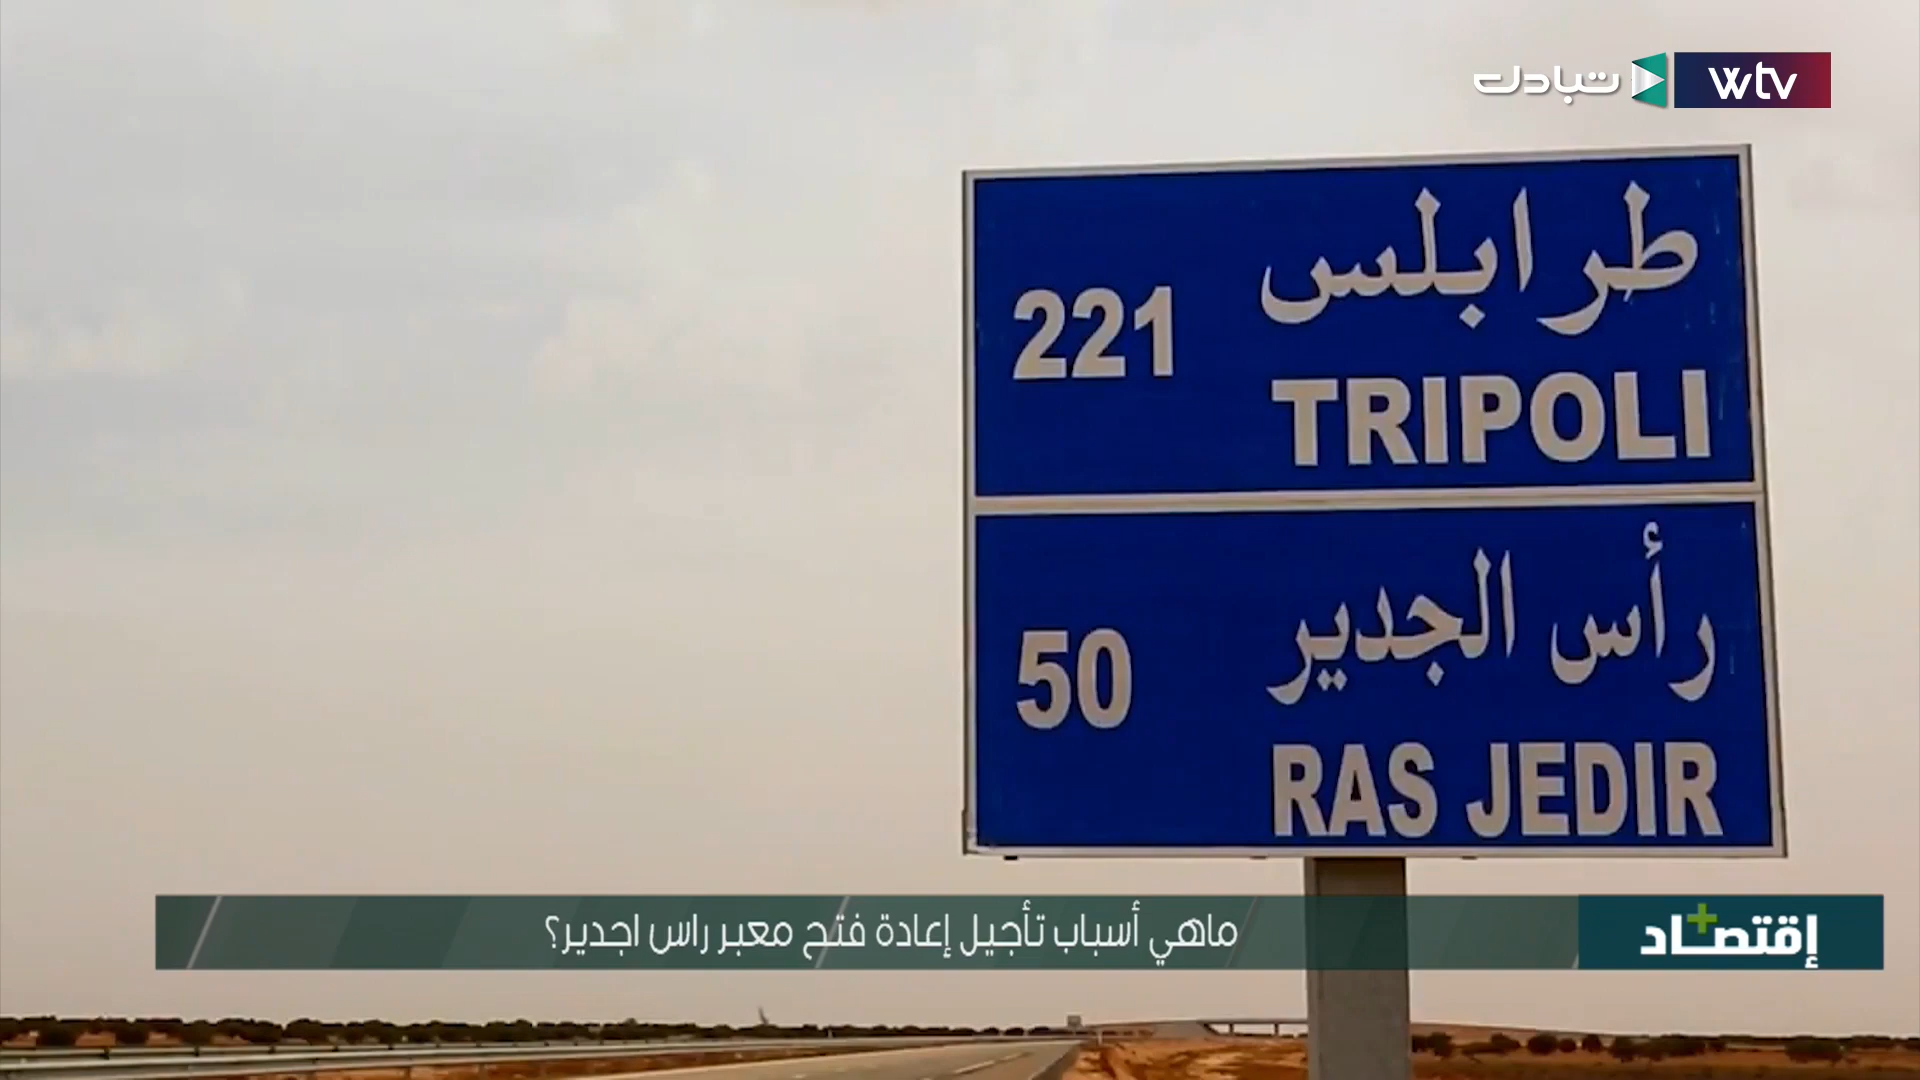 تبادل wtv
طرابلس
221
TRIPOLI
رأس الجدير
50
RAS JEDIR
ماهي أسباب تأجيل إعادة فتح معبر راس اجدير؟
إقتصاد+